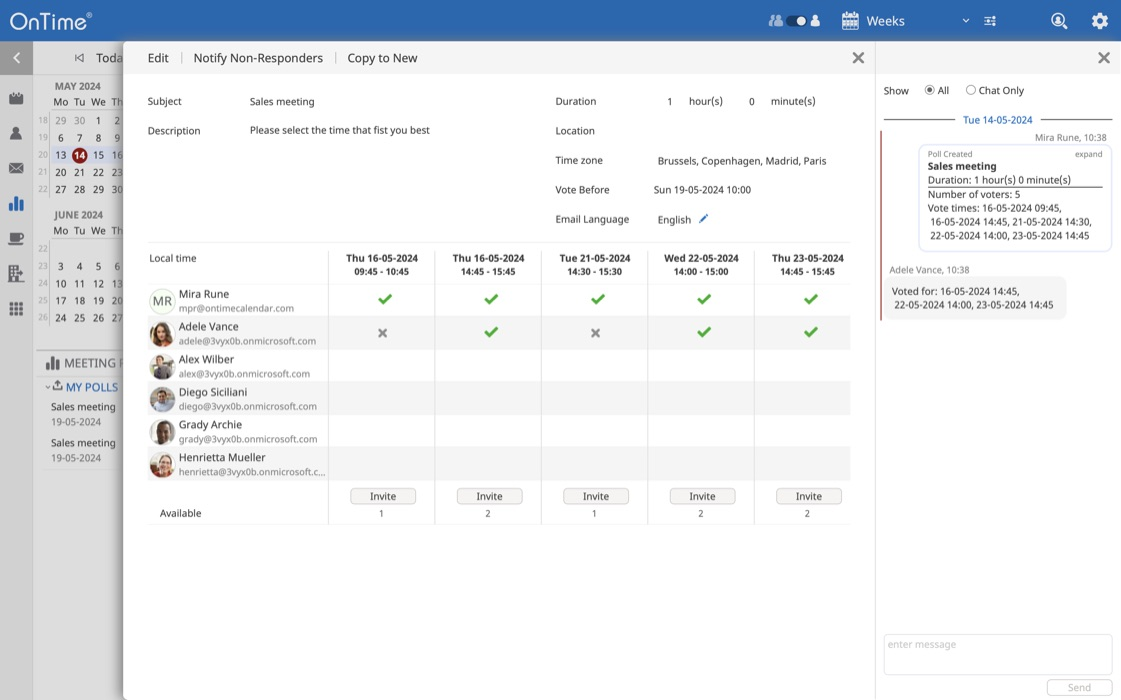 OnTime®
Weeks
Edit
Notify Non-Responders
Copy to New
Toda
MAY 2024
Mo Tu We Th
18 29 30 1 2
19 6 7 8 9
20 13 14 15 16
21 20 21 22 23
22 27 28 29 30
JUNE 2024
Mo Tu We Th
22
23 3 4 5 6
24 10 11 12 13
25 17 18 19 20
26 24 25 26 27
MEETING P
MY POLLS
Sales meeting
19-05-2024
Sales meeting
19-05-2024
Subject Sales meeting
Description Please select the time that fist you best
Duration 1 hour(s) 0 minute(s)
Location
Time zone Brussels, Copenhagen, Madrid, Paris
Vote Before Sun 19-05-2024 10:00
Email Language English
Local time
Thu 16-05-2024
09:45 - 10:45
Thu 16-05-2024
14:45 - 15:45
Tue 21-05-2024
14:30 - 15:30
Wed 22-05-2024
14:00 - 15:00
Thu 23-05-2024
14:45 - 15:45
MR
Mira Rune
mpr@ontimecalendar.com
Adele Vance
adele@3vyx0b.onmicrosoft.com
Alex Wilber
alex@3vyx0b.onmicrosoft.com
Diego Siciliani
diego@3vyx0b.onmicrosoft.com
Grady Archie
grady@3vyx0b.onmicrosoft.com
Henrietta Mueller
henrietta@3vyx0b.onmicrosoft.c...
Invite Invite Invite Invite Invite
Available 1 2 1 2 2
Show All Chat Only
Tue 14-05-2024
Mira Rune, 10:38
Poll Created expand
Sales meeting
Duration: 1 hour(s) 0 minute(s)
Number of voters: 5
Vote times: 16-05-2024 09:45,
16-05-2024 14:45, 21-05-2024 14:30,
22-05-2024 14:00, 23-05-2024 14:45
Adele Vance, 10:38
Voted for: 16-05-2024 14:45,
22-05-2024 14:00, 23-05-2024 14:45
enter message
Send